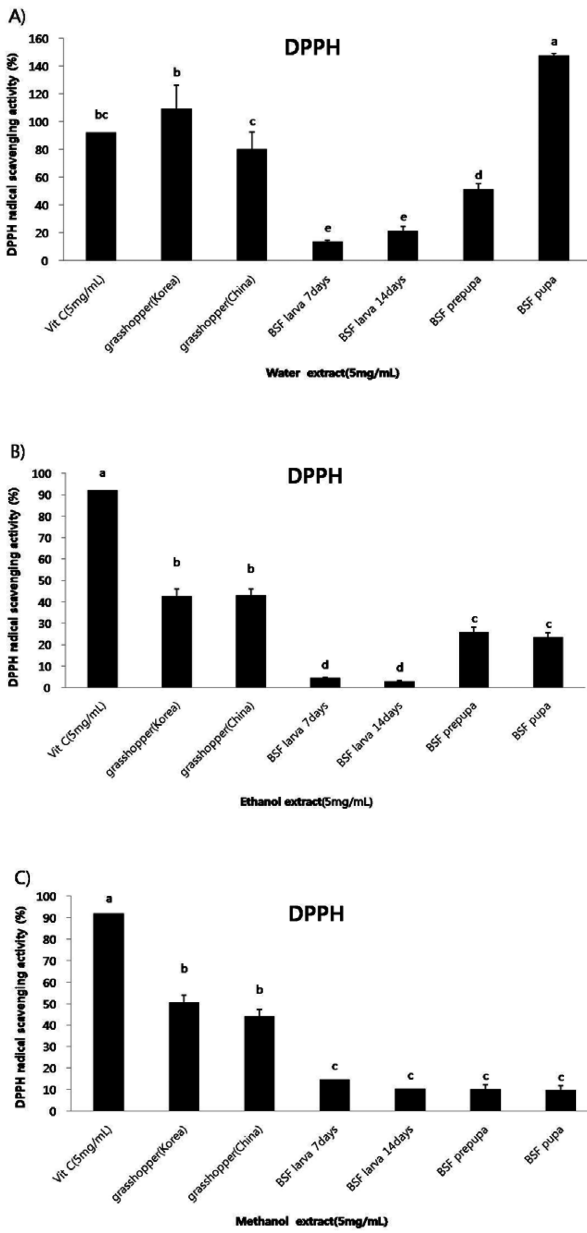 A)
DPPH
DPPH radical scavenging activity (%)
160
140
120
100
80
60
40
20
0
bc
b
c
e
e
d
a
Vit C(5mg/mL)
grasshopper(Korea)
grasshopper(China)
BSF larva 7days
BSF larva 14days
BSF prepupa
BSF pupa
Water extract(5mg/mL)
B)
DPPH
DPPH radical scavenging activity (%)
100
90
80
70
60
50
40
30
20
10
0
a
b
b
d
d
c
c
Vit C(5mg/mL)
grasshopper(Korea)
grasshopper(China)
BSF larva 7days
BSF larva 14days
BSF prepupa
BSF pupa
Ethanol extract(5mg/mL)
C)
DPPH
DPPH radical scavenging activity (%)
100
90
80
70
60
50
40
30
20
10
0
a
b
b
c
c
c
c
Vit C(5mg/mL)
grasshopper(Korea)
grasshopper(China)
BSF larva 7days
BSF larva 14days
BSF prepupa
BSF pupa
Methanol extract(5mg/mL)